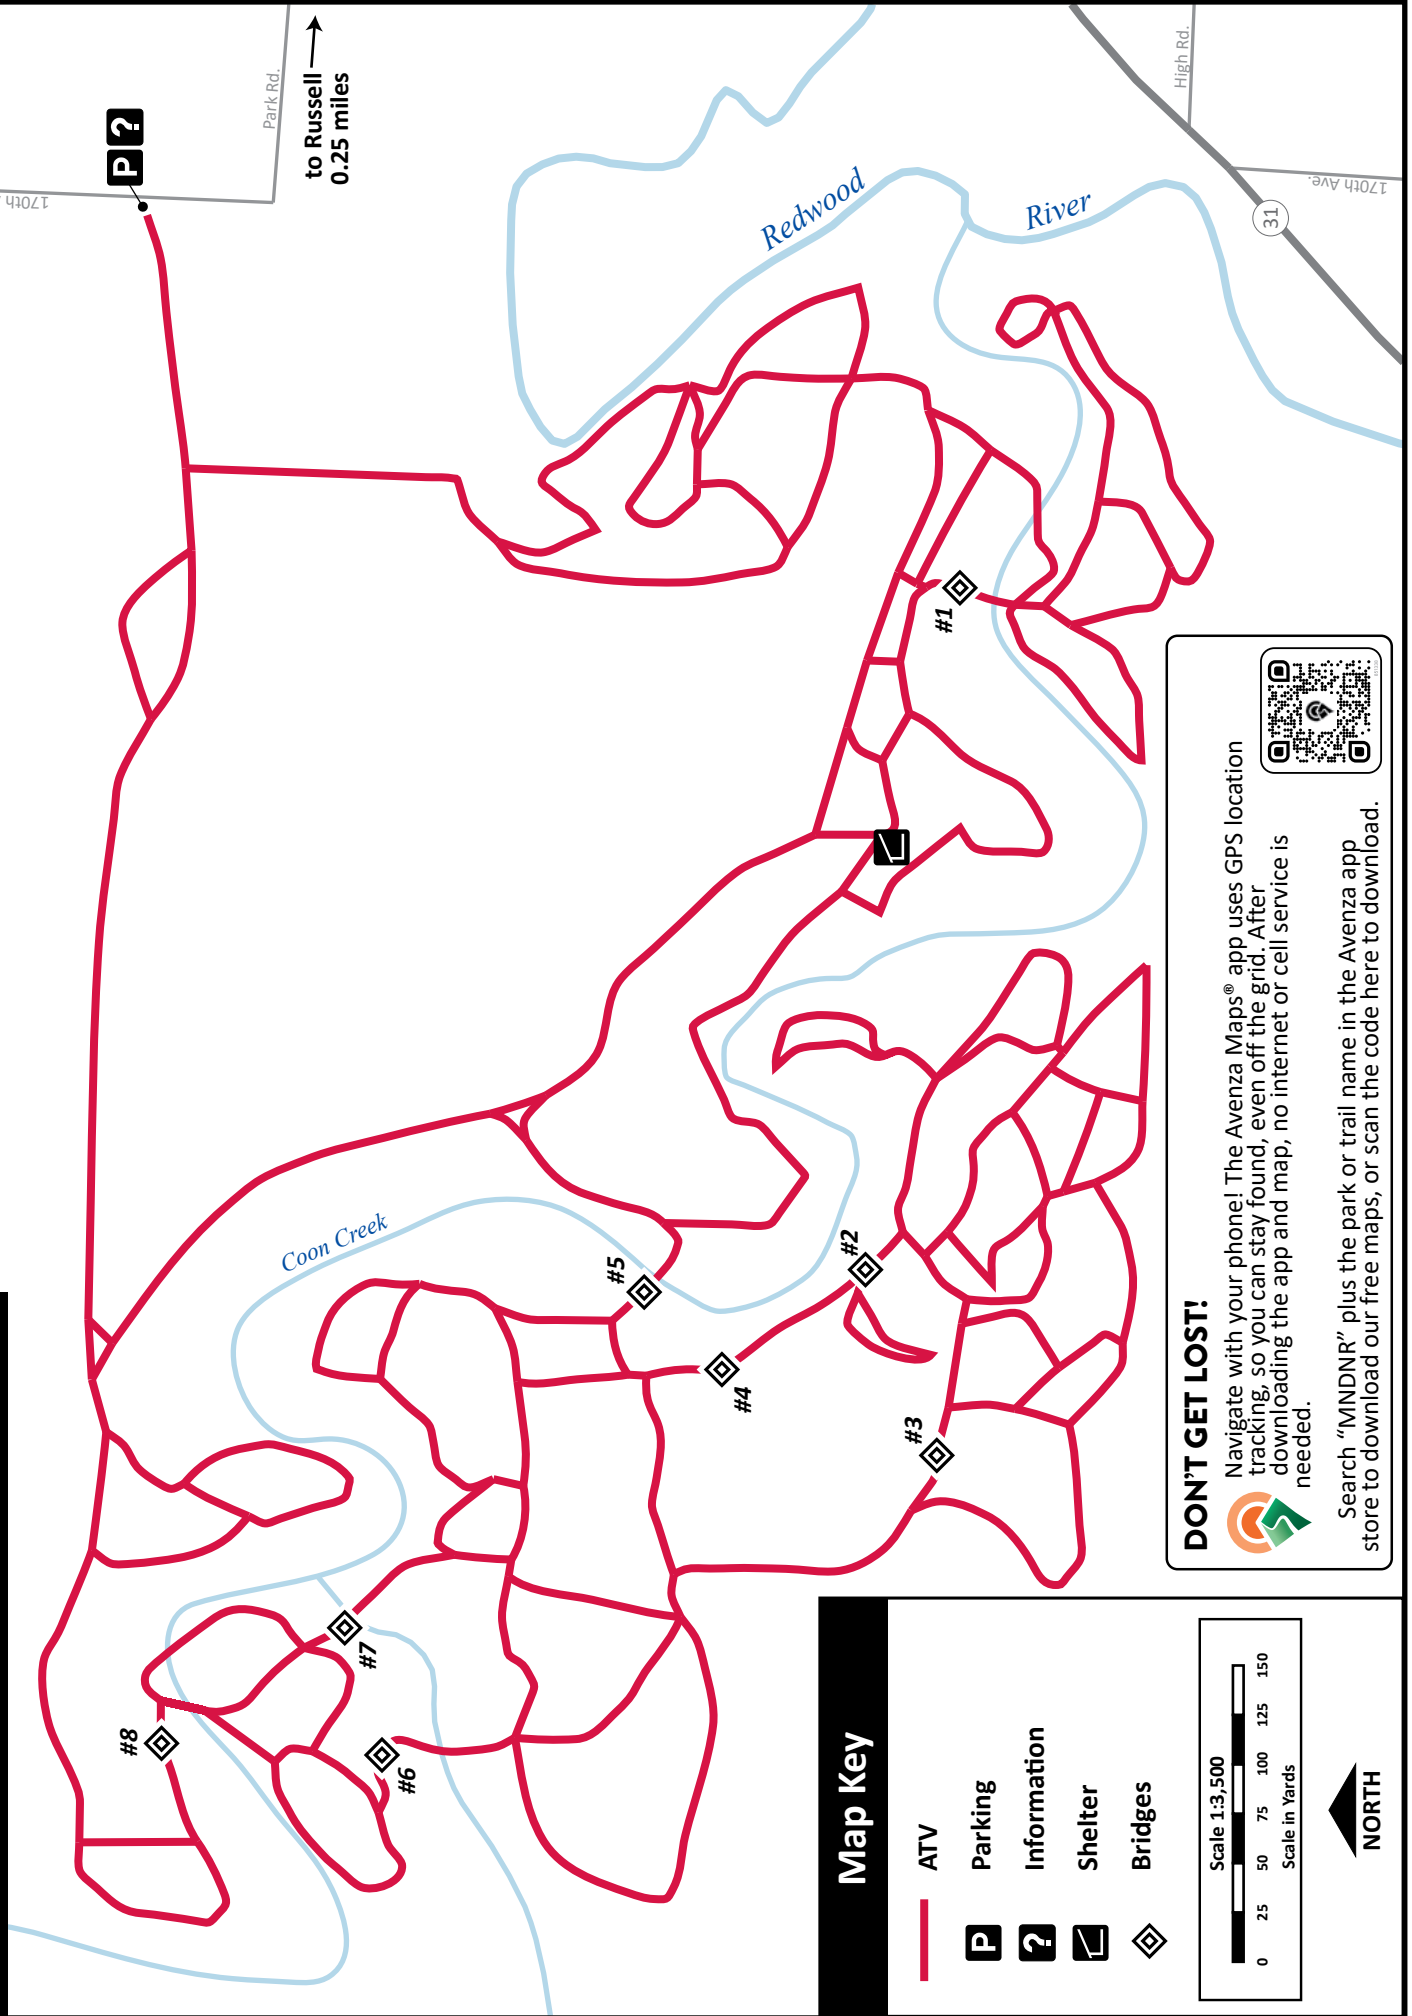 170th
Park Rd.
P ?
to Russell
0.25 miles
Redwood
River
High Rd.
31
170th Ave.
#1
Coon Creek
#5
#2
#4
#3
#7
#8
#6
DON'T GET LOST!
Navigate with your phone! The Avenza Maps® app uses GPS location
tracking, so you can stay found, even off the grid. After
downloading the app and map, no internet or cell service is
needed.
Search “MNDNR” plus the park or trail name in the Avenza app
store to download our free maps, or scan the code here to download.
Map Key
ATV
P Parking
? Information
Shelter
Bridges
Scale 1:3,500
0 25 50 75 100 125 150
Scale in Yards
NORTH